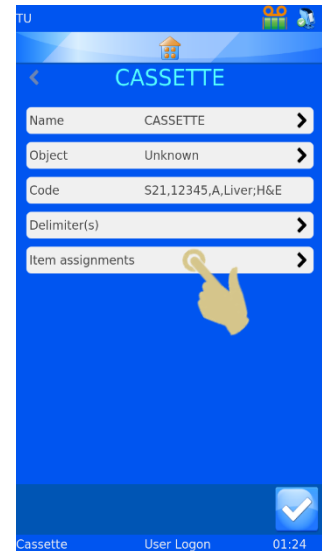 TU
CASSETTE
Name CASSETTE
Object Unknown
Code S21,12345,A,Liver;H&E
Delimiter(s)
Item assignments
Cassette User Logon 01:24